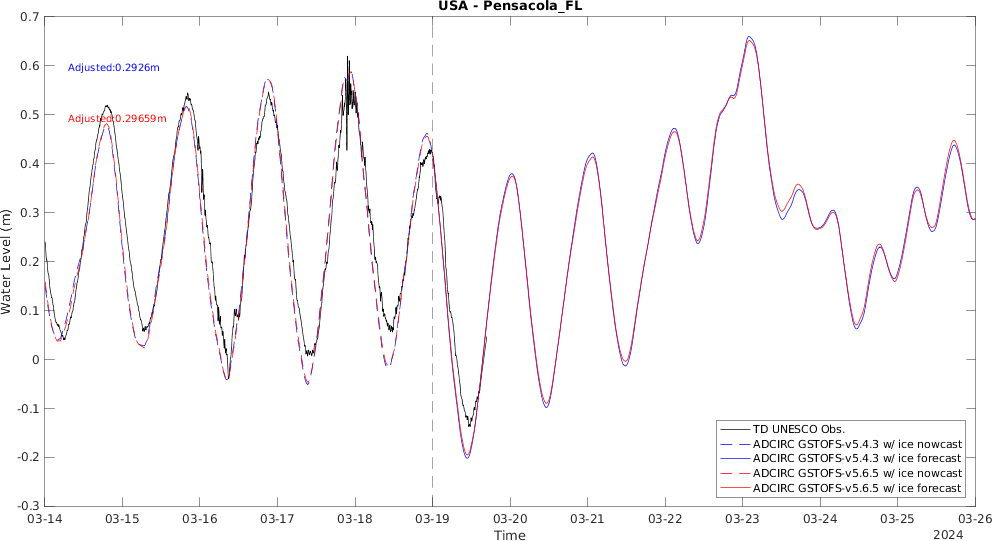 USA - Pensacola_FL
0.7
0.6
0.5
0.4
0.3
0.2
0.1
0
-0.1
-0.2
-0.3
Water Level (m)
Adjusted:0.2926m
Adjusted:0.29659m
TD UNESCO Obs.
ADCIRC GSTOFS-v5.4.3 w/ ice nowcast
ADCIRC GSTOFS-v5.4.3 w/ ice forecast
ADCIRC GSTOFS-v5.6.5 w/ ice nowcast
ADCIRC GSTOFS-v5.6.5 w/ ice forecast
03-14 03-15 03-16 03-17 03-18 03-19 03-20 03-21 03-22 03-23 03-24 03-25 03-26
Time
2024